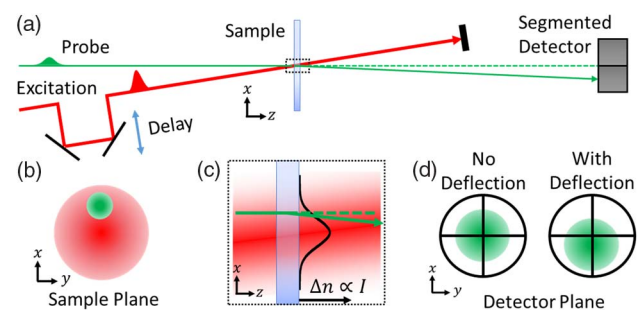 (a)
Probe
Sample
Segmented
Detector
Excitation
Delay
x
z
(b)
x
y
Sample Plane
(c)
x
z
Δn ∝ I
(d)
No
Deflection
With
Deflection
x
y
Detector Plane